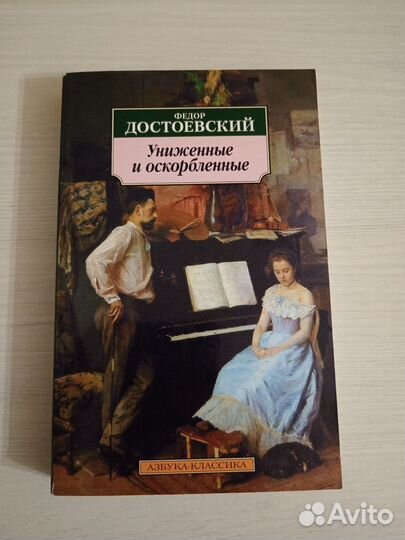 ФЕДОР
ДОСТОЕВСКИЙ
Униженные
и оскорбленные
АЗБУКА-КЛАССИКА
Avito